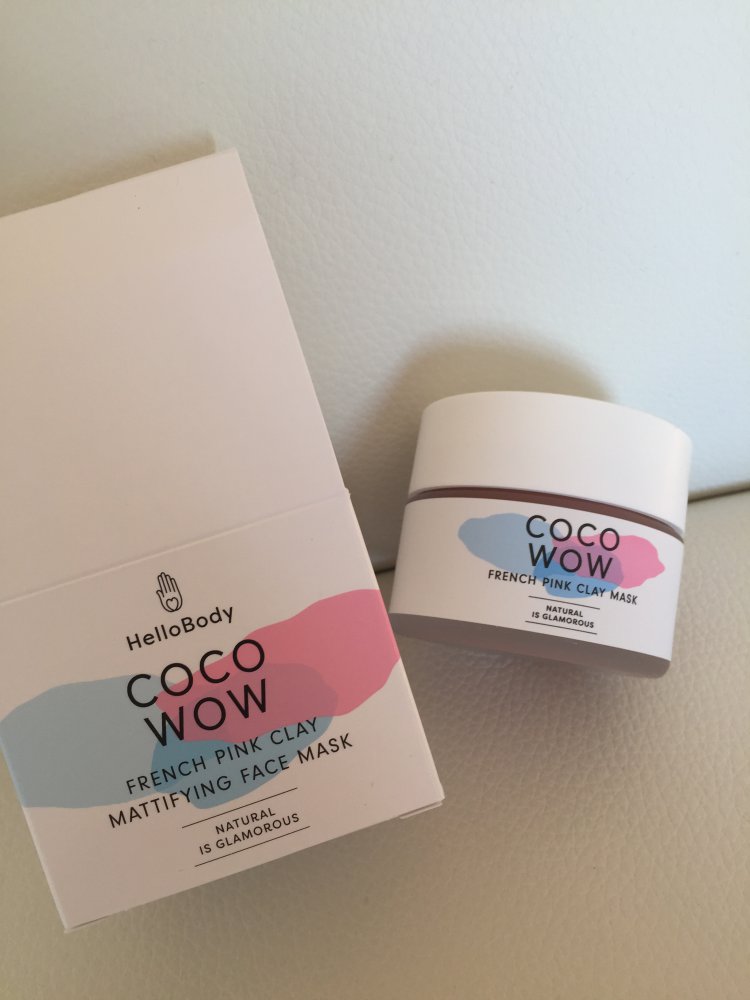 HelloBody
COCO
WOW
FRENCH PINK CLAY
MATTIFYING FACE MASK
NATURAL
IS GLAMOROUS
COCO
WOW
FRENCH PINK CLAY MASK
NATURAL
IS GLAMOROUS